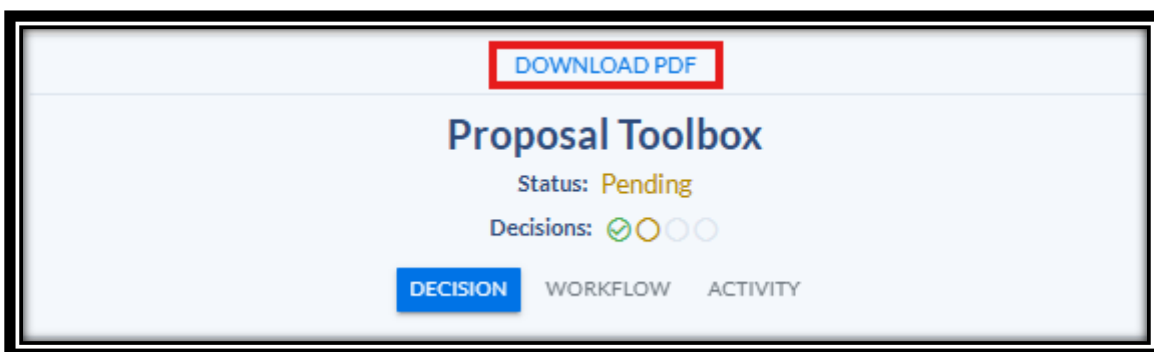 DOWNLOAD PDF
Proposal Toolbox
Status: Pending
Decisions:
DECISION WORKFLOW ACTIVITY